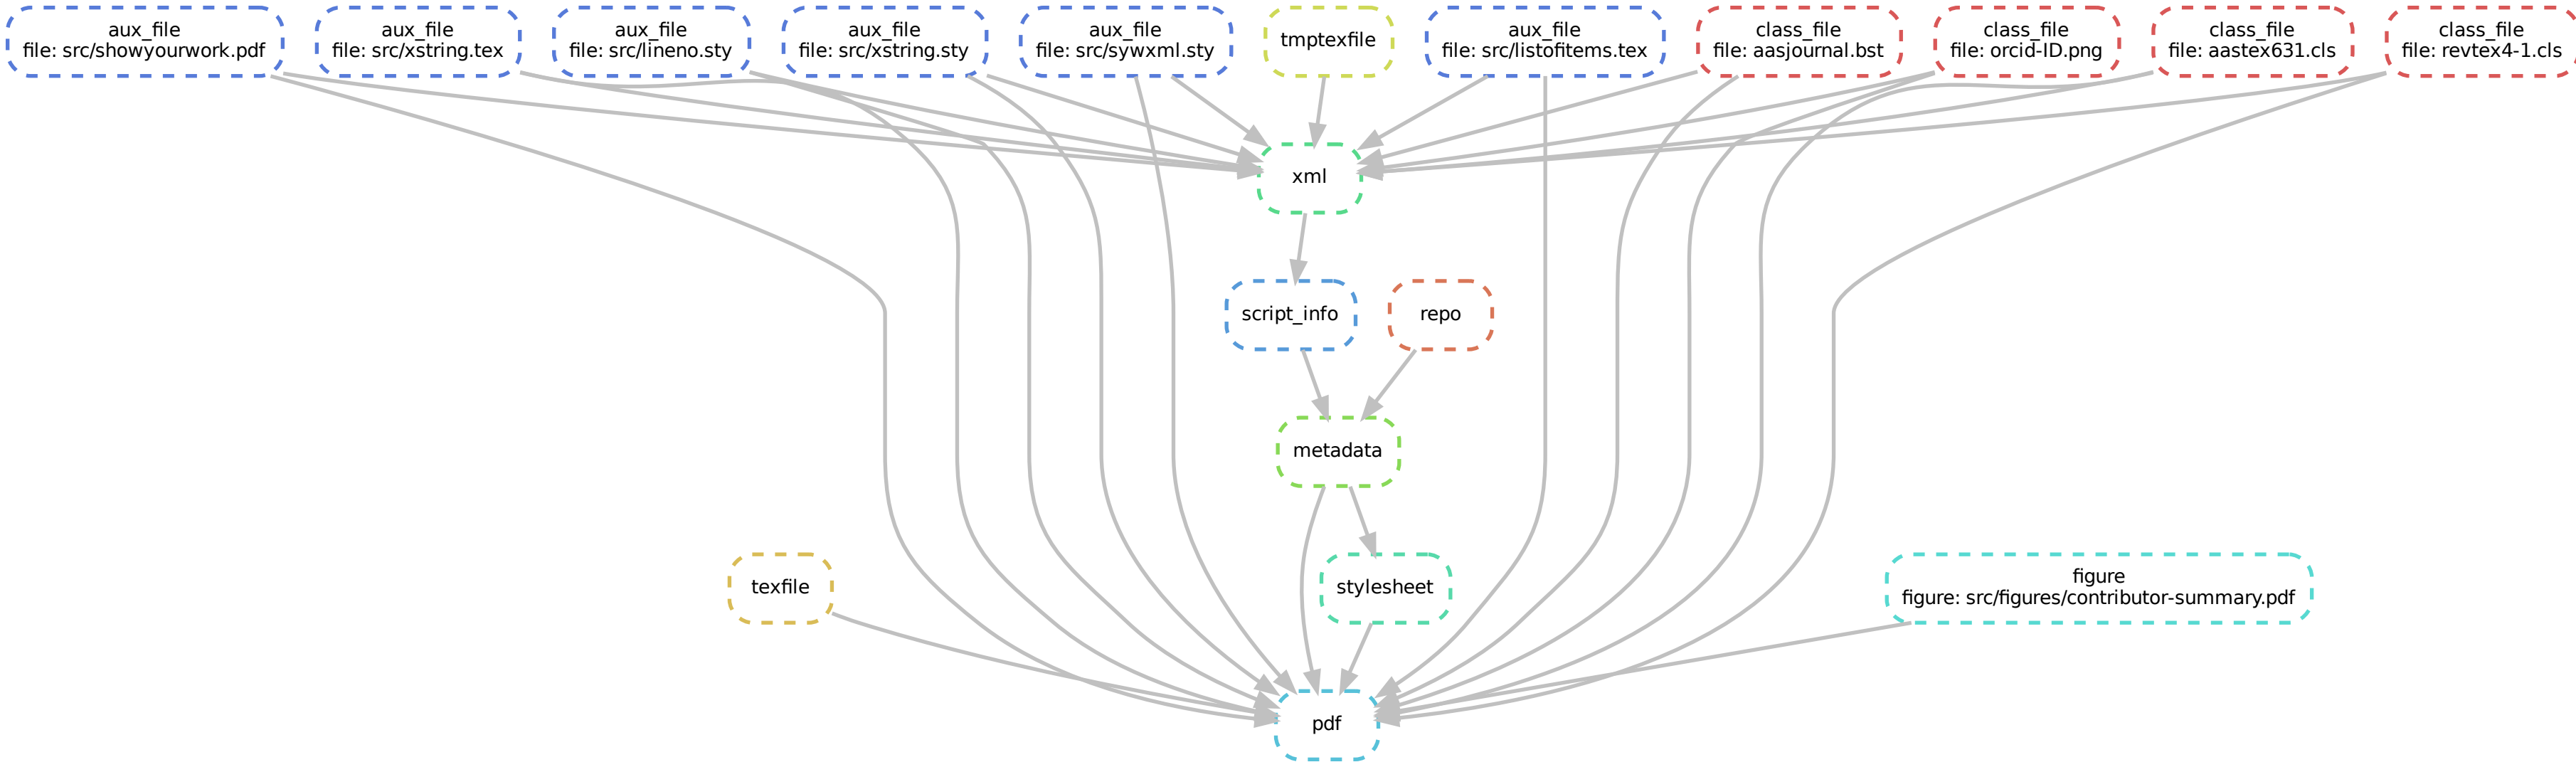 aux_file
file: src/showyourwork.pdf
aux_file
file: src/xstring.tex
aux_file
file: src/lineno.sty
aux_file
file: src/xstring.sty
aux_file
file: src/sywxml.sty
tmptexfile
aux_file
file: src/listofitems.tex
class_file
file: aasjournal.bst
class_file
file: orcid-ID.png
class_file
file: aastex631.cls
class_file
file: revtex4-1.cls
xml
script_info
repo
metadata
texfile
stylesheet
figure
figure: src/figures/contributor-summary.pdf
pdf